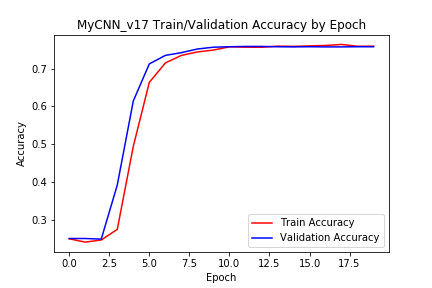 MyCNN_v17 Train/Validation Accuracy by Epoch
Accuracy
0.7
0.6
0.5
0.4
0.3
Train Accuracy
Validation Accuracy
0.0 2.5 5.0 7.5 10.0 12.5 15.0 17.5
Epoch